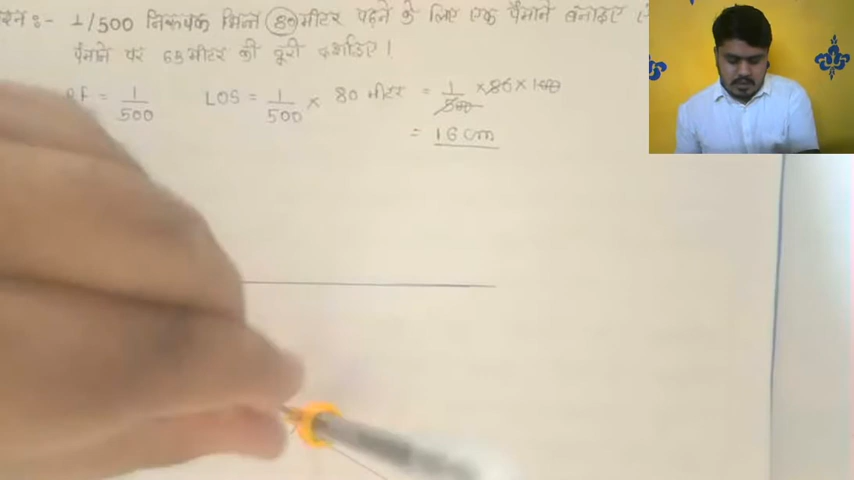 1/500 निरूपक भिन्न 80 मीटर पढ़ने के लिए एक पैमाना बनाइए
पैमाने पर 65 मीटर की दूरी दर्शाइए।
RF = 1/500 LOS = 1/500 × 80 मीटर = 1/500 × 80 × 100
= 16 cm